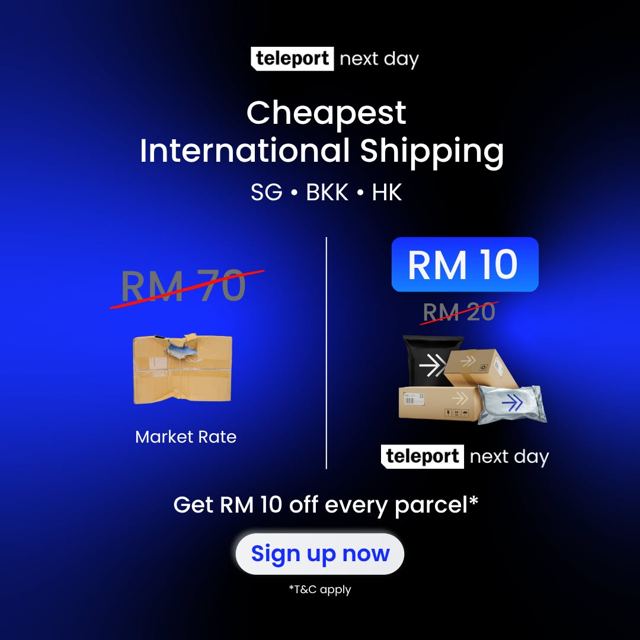 teleport next day
Cheapest
International Shipping
SG • BKK • HK
RM 70
Market Rate
RM 10
RM 20
teleport next day
Get RM 10 off every parcel*
Sign up now
*T&C apply